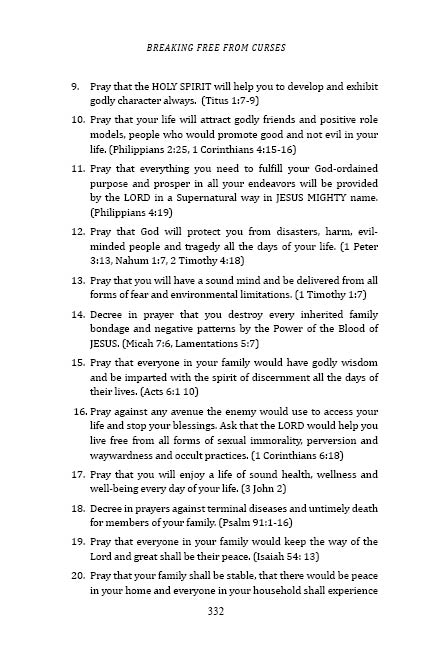 BREAKING FREE FROM CURSES
9. Pray that the HOLY SPIRIT will help you to develop and exhibit
godly character always. (Titus 1:7-9)
10. Pray that your life will attract godly friends and positive role
models, people who would promote good and not evil in your
life. (Philippians 2:25, 1 Corinthians 4:15-16)
11. Pray that everything you need to fulfill your God-ordained
purpose and prosper in all your endeavors will be provided
by the LORD in a Supernatural way in JESUS MIGHTY name.
(Philippians 4:19)
12. Pray that God will protect you from disasters, harm, evil-
minded people and tragedy all the days of your life. (1 Peter
3:13, Nahum 1:7, 2 Timothy 4:18)
13. Pray that you will have a sound mind and be delivered from all
forms of fear and environmental limitations. (1 Timothy 1:7)
14. Decree in prayer that you destroy every inherited family
bondage and negative patterns by the Power of the Blood of
JESUS. (Micah 7:6, Lamentations 5:7)
15. Pray that everyone in your family would have godly wisdom
and be imparted with the spirit of discernment all the days of
their lives. (Acts 6:1 10)
16. Pray against any avenue the enemy would use to access your
life and stop your blessings. Ask that the LORD would help you
live free from all forms of sexual immorality, perversion and
waywardness and occult practices. (1 Corinthians 6:18)
17. Pray that you will enjoy a life of sound health, wellness and
well-being every day of your life. (3 John 2)
18. Decree in prayers against terminal diseases and untimely death
for members of your family. (Psalm 91:1-16)
19. Pray that everyone in your family would keep the way of the
Lord and great shall be their peace. (Isaiah 54: 13)
20. Pray that your family shall be stable, that there would be peace
in your home and everyone in your household shall experience
332